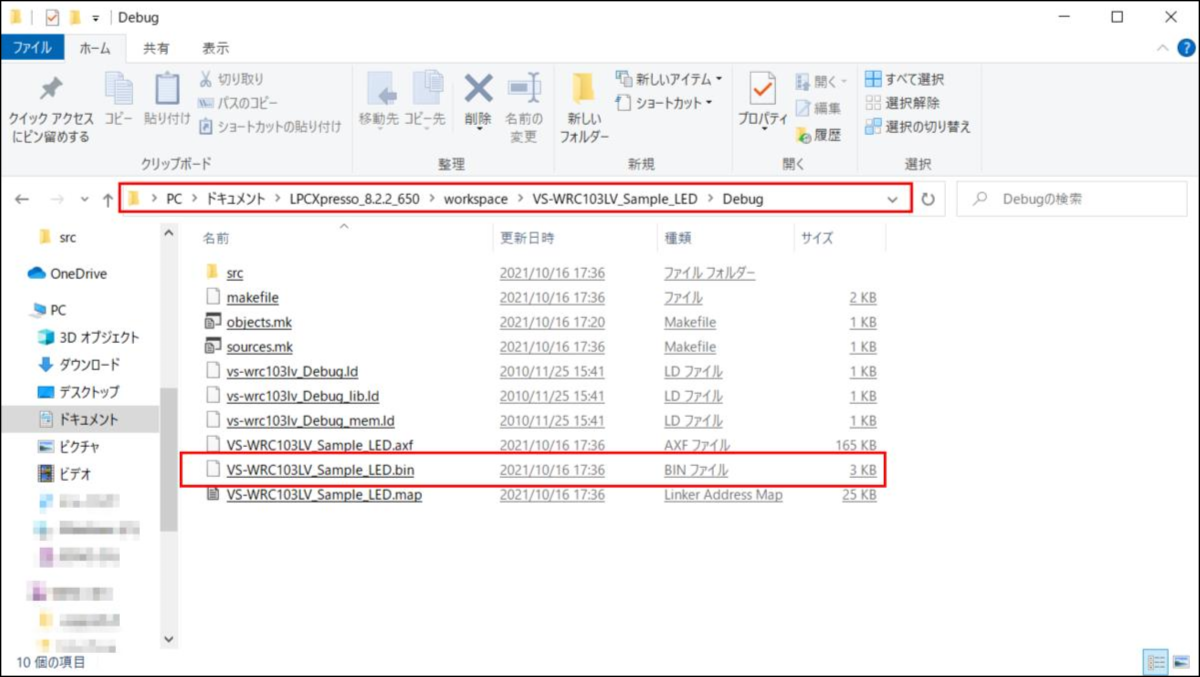 Debug
ファイル ホーム 共有 表示
クイック アクセス
にピン留めする
コピー
貼り付け
切り取り
パスのコピー
ショートカットの貼り付け
クリップボード
移動先
コピー先
削除
名前の
変更
整理
新しい
フォルダー
新しいアイテム
ショートカット
新規
プロパティ
開く
編集
履歴
開く
すべて選択
選択解除
選択の切り替え
選択
PC ドキュメント LPCXpresso_8.2.2_650 workspace VS-WRC103LV_Sample_LED Debug
Debugの検索
src
OneDrive
PC
3D オブジェクト
ダウンロード
デスクトップ
ドキュメント
ピクチャ
ビデオ
名前 更新日時 種類 サイズ
src 2021/10/16 17:36 ファイル フォルダー
makefile 2021/10/16 17:36 ファイル 2 KB
objects.mk 2021/10/16 17:20 Makefile 1 KB
sources.mk 2021/10/16 17:36 Makefile 1 KB
vs-wrc103lv_Debug.ld 2010/11/25 15:41 LD ファイル 1 KB
vs-wrc103lv_Debug_lib.ld 2010/11/25 15:41 LD ファイル 1 KB
vs-wrc103lv_Debug_mem.ld 2010/11/25 15:41 LD ファイル 1 KB
VS-WRC103LV_Sample_LED.axf 2021/10/16 17:36 AXF ファイル 165 KB
VS-WRC103LV_Sample_LED.bin 2021/10/16 17:36 BIN ファイル 3 KB
VS-WRC103LV_Sample_LED.map 2021/10/16 17:36 Linker Address Map 25 KB
10 個の項目